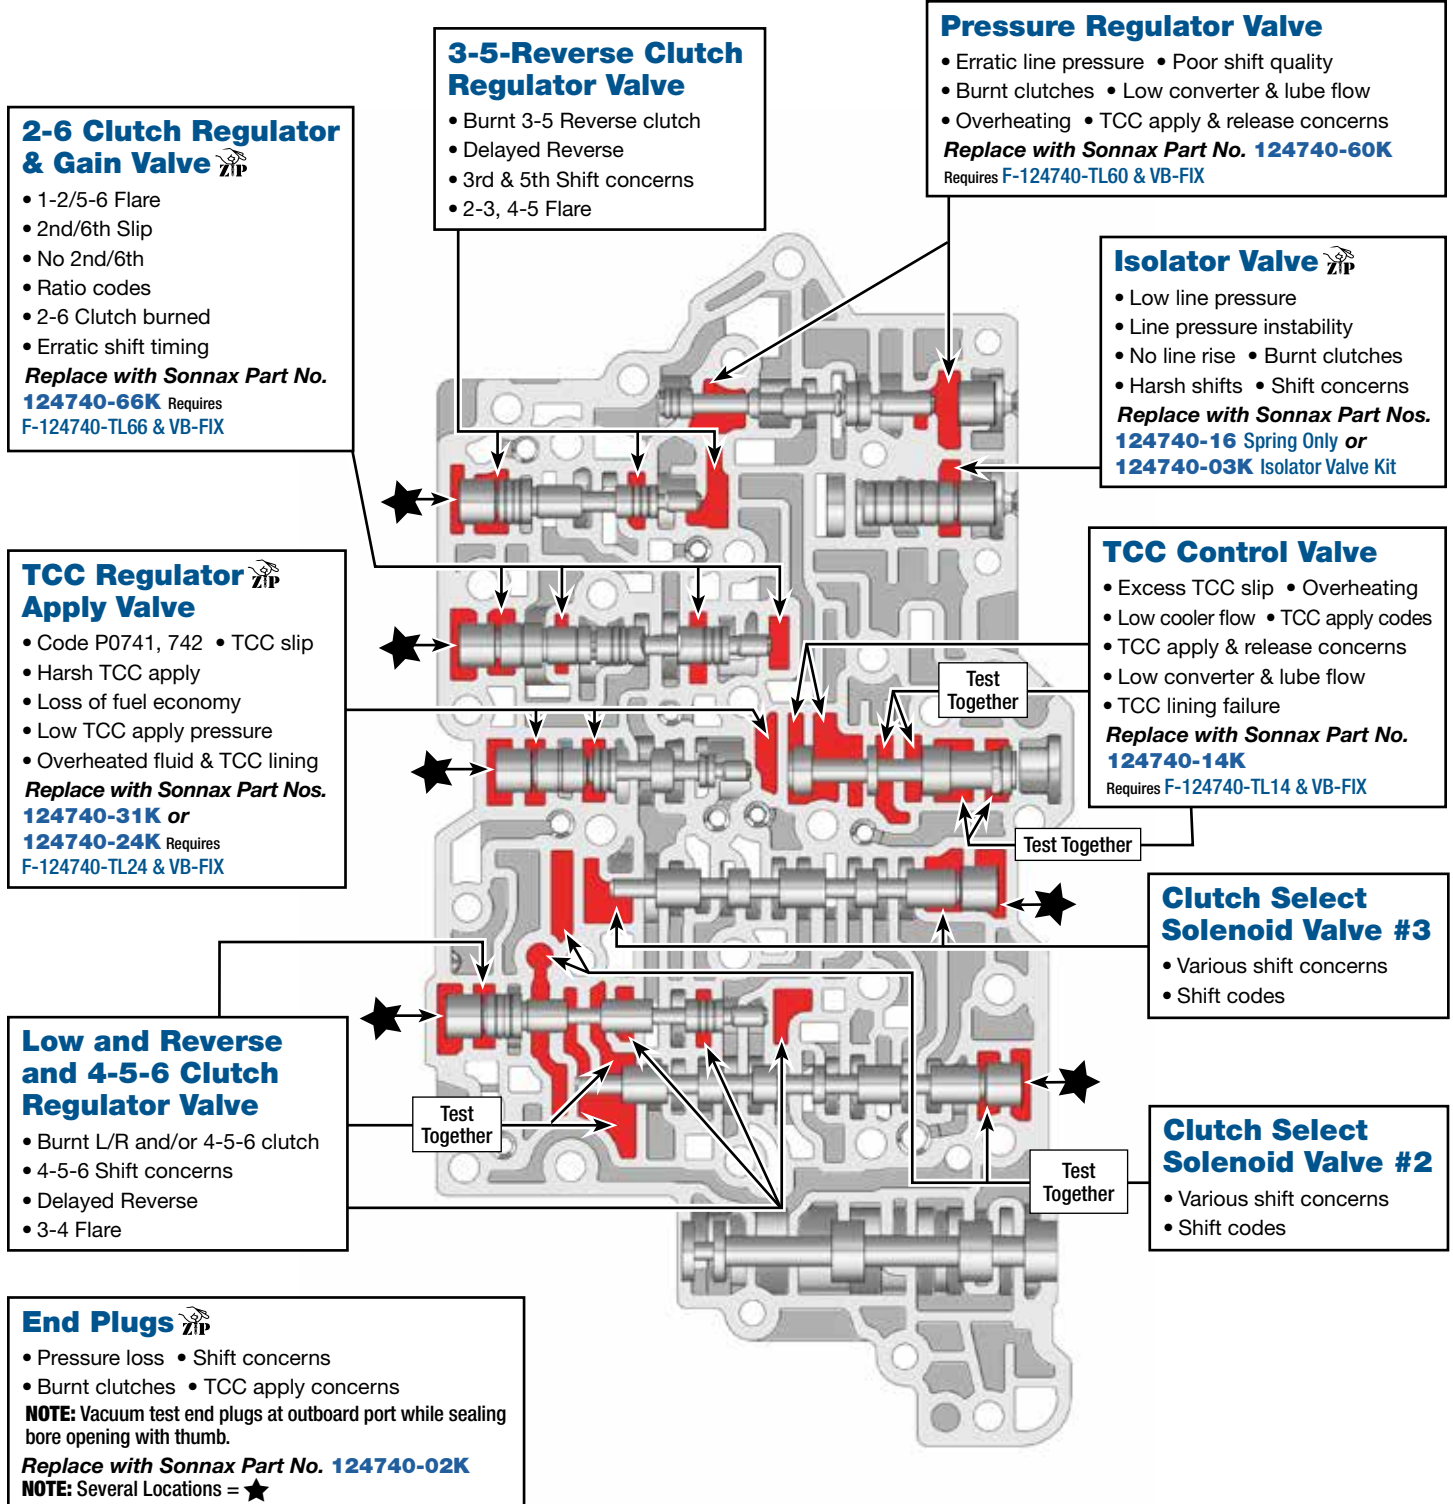 Pressure Regulator Valve
• Erratic line pressure • Poor shift quality
• Burnt clutches • Low converter & lube flow
• Overheating • TCC apply & release concerns
Replace with Sonnax Part No. 124740-60K
Requires F-124740-TL60 & VB-FIX
3-5-Reverse Clutch
Regulator Valve
• Burnt 3-5 Reverse clutch
• Delayed Reverse
• 3rd & 5th Shift concerns
• 2-3, 4-5 Flare
2-6 Clutch Regulator
& Gain Valve ZIP
• 1-2/5-6 Flare
• 2nd/6th Slip
• No 2nd/6th
• Ratio codes
• 2-6 Clutch burned
• Erratic shift timing
Replace with Sonnax Part No.
124740-66K Requires
F-124740-TL66 & VB-FIX
Isolator Valve ZIP
• Low line pressure
• Line pressure instability
• No line rise • Burnt clutches
• Harsh shifts • Shift concerns
Replace with Sonnax Part Nos.
124740-16 Spring Only or
124740-03K Isolator Valve Kit
TCC Regulator ZIP
Apply Valve
• Code P0741, 742 • TCC slip
• Harsh TCC apply
• Loss of fuel economy
• Low TCC apply pressure
• Overheated fluid & TCC lining
Replace with Sonnax Part Nos.
124740-31K or
124740-24K Requires
F-124740-TL24 & VB-FIX
TCC Control Valve
• Excess TCC slip • Overheating
• Low cooler flow • TCC apply codes
• TCC apply & release concerns
• Low converter & lube flow
• TCC lining failure
Replace with Sonnax Part No.
124740-14K
Requires F-124740-TL14 & VB-FIX
Test
Together
Test Together
Clutch Select
Solenoid Valve #3
• Various shift concerns
• Shift codes
Low and Reverse
and 4-5-6 Clutch
Regulator Valve
• Burnt L/R and/or 4-5-6 clutch
• 4-5-6 Shift concerns
• Delayed Reverse
• 3-4 Flare
Test
Together
Test
Together
Clutch Select
Solenoid Valve #2
• Various shift concerns
• Shift codes
End Plugs ZIP
• Pressure loss • Shift concerns
• Burnt clutches • TCC apply concerns
NOTE: Vacuum test end plugs at outboard port while sealing
bore opening with thumb.
Replace with Sonnax Part No. 124740-02K
NOTE: Several Locations = ★